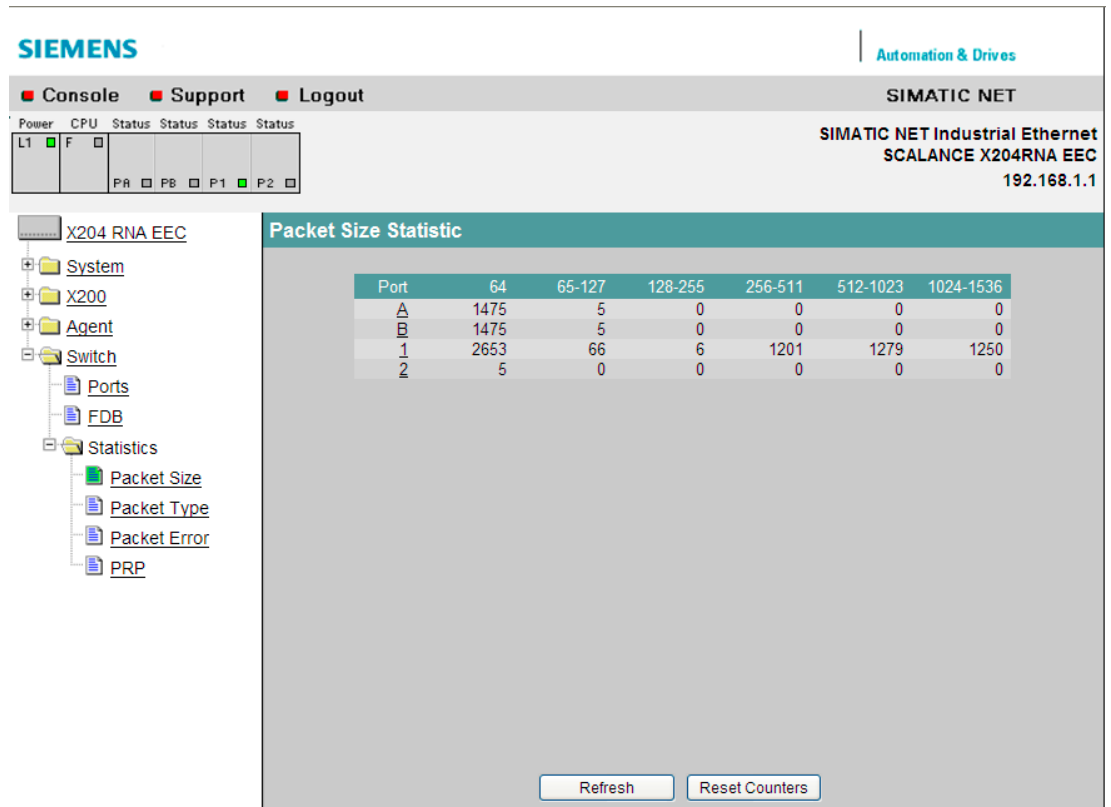 SIEMENS
Automation & Drives
Console Support Logout SIMATIC NET
Power CPU Status Status Status Status
L1 F
PA PB P1 P2
SIMATIC NET Industrial Ethernet
SCALANCE X204RNA EEC
192.168.1.1
X204 RNA EEC
System
X200
Agent
Switch
Ports
FDB
Statistics
Packet Size
Packet Type
Packet Error
PRP
Packet Size Statistic
Port 64 65-127 128-255 256-511 512-1023 1024-1536
A 1475 5 0 0 0 0
B 1475 5 0 0 0 0
1 2653 66 6 1201 1279 1250
2 5 0 0 0 0 0
Refresh Reset Counters